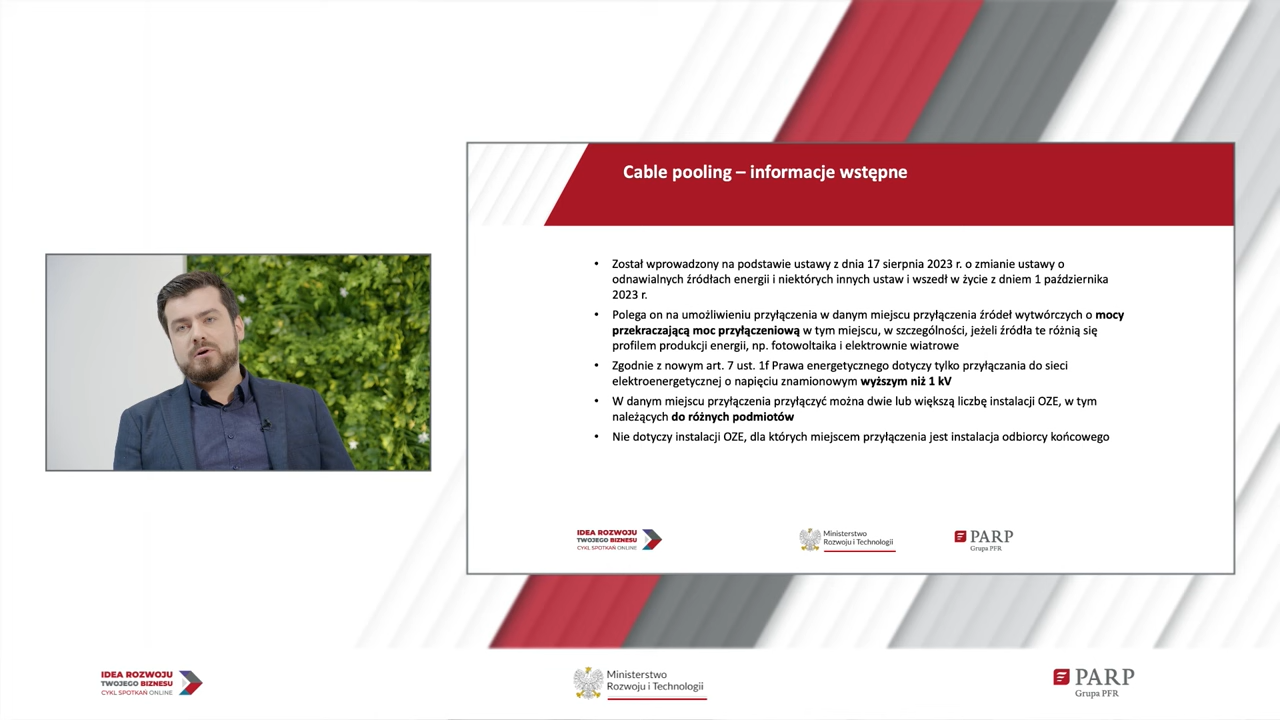 Cable pooling – informacje wstępne
• Został wprowadzony na podstawie ustawy z dnia 17 sierpnia 2023 r. o zmianie ustawy o
odnawialnych źródłach energii i niektórych innych ustaw i wszedł w życie z dniem 1 października
2023 r.
• Polega on na umożliwieniu przyłączenia w danym miejscu przyłączenia źródeł wytwórczych o mocy
przekraczającą moc przyłączeniową w tym miejscu, w szczególności, jeżeli źródła te różnią się
profilem produkcji energii, np. fotowoltaika i elektrownie wiatrowe
• Zgodnie z nowym art. 7 ust. 1f Prawa energetycznego dotyczy tylko przyłączania do sieci
elektroenergetycznej o napięciu znamionowym wyższym niż 1 kV
• W danym miejscu przyłączenia przyłączyć można dwie lub większą liczbę instalacji OZE, w tym
należących do różnych podmiotów
• Nie dotyczy instalacji OZE, dla których miejscem przyłączenia jest instalacja odbiorcy końcowego
IDEA ROZWOJU
TWOJEGO BIZNESU
CYKL SPOTKAŃ ONLINE
Ministerstwo
Rozwoju i Technologii
PARP
Grupa PFR
IDEA ROZWOJU
TWOJEGO BIZNESU
CYKL SPOTKAŃ ONLINE
Ministerstwo
Rozwoju i Technologii
PARP
Grupa PFR